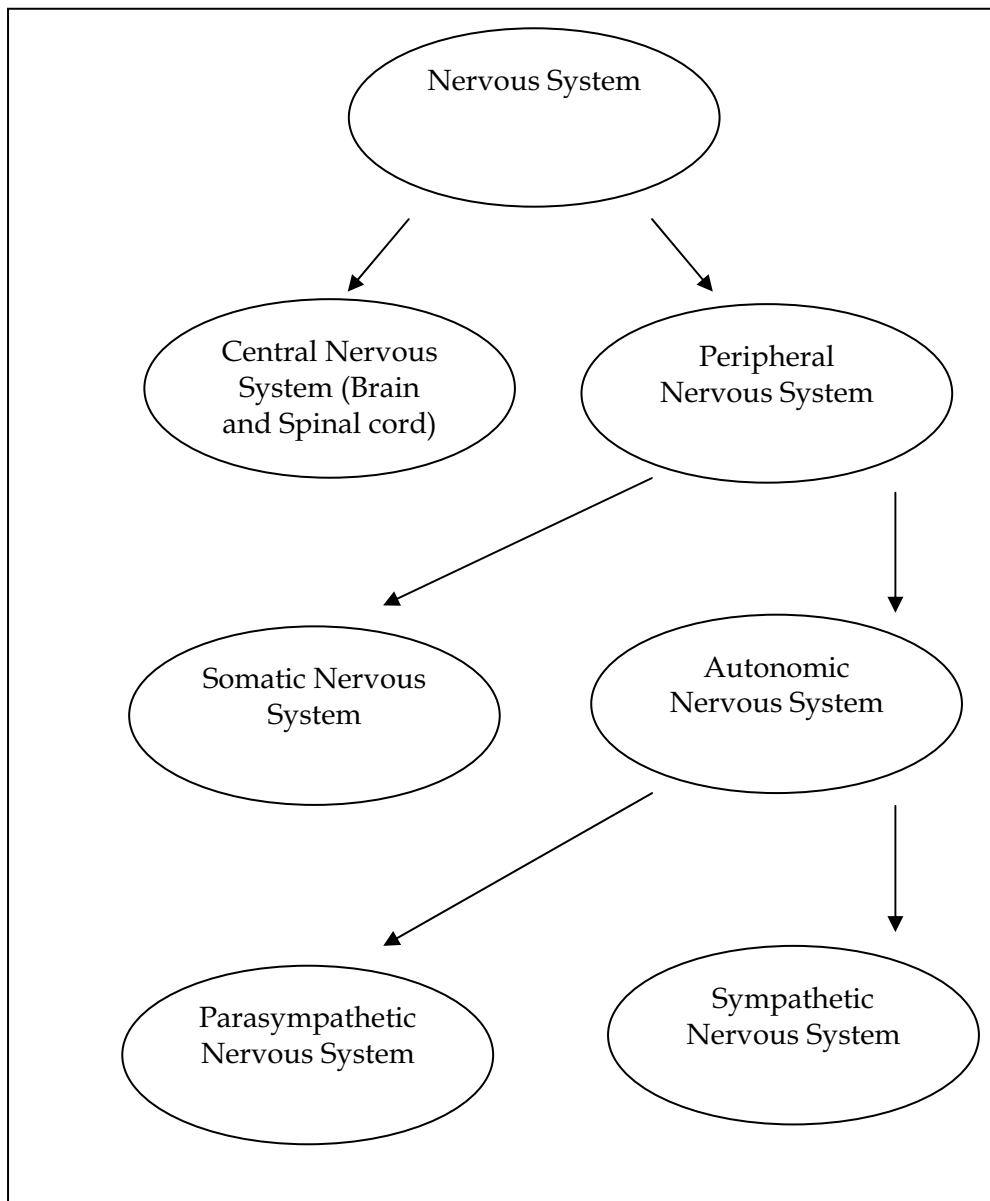 Nervous System
Central Nervous
System (Brain
and Spinal cord)
Peripheral
Nervous System
Somatic Nervous
System
Autonomic
Nervous System
Parasympathetic
Nervous System
Sympathetic
Nervous System